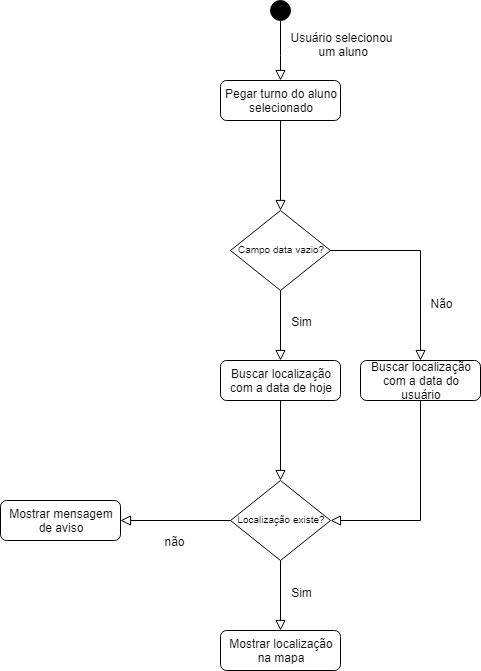 Usuário selecionou
um aluno
Pegar turno do aluno
selecionado
Campo data vazio?
Não
Sim
Buscar localização
com a data de hoje
Buscar localização
com a data do
usuário
Mostrar mensagem
de aviso
Localização existe?
não
Sim
Mostrar localização
na mapa